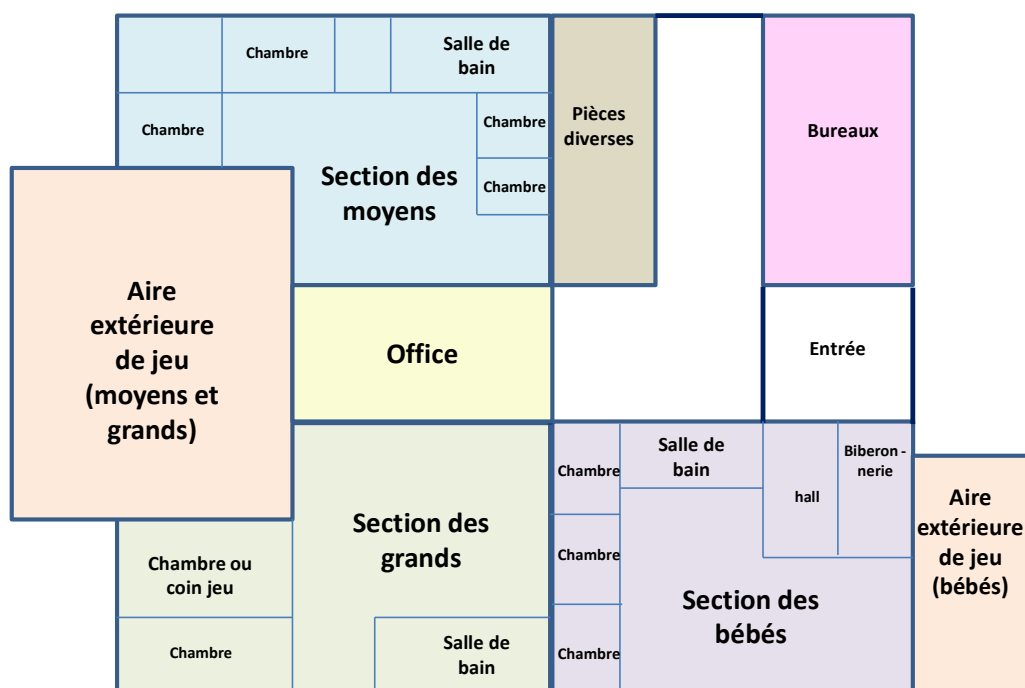 Chambre
Salle de
bain
Chambre
Chambre
Chambre
Section des
moyens
Pièces
diverses
Bureaux
Aire
extérieure
de jeu
(moyens et
grands)
Office
Entrée
Section des
grands
Chambre ou
coin jeu
Chambre
Salle de
bain
Chambre
Chambre
Chambre
Salle de
bain
hall
Biberon -
nerie
Section des
bébés
Aire
extérieure
de jeu
(bébés)